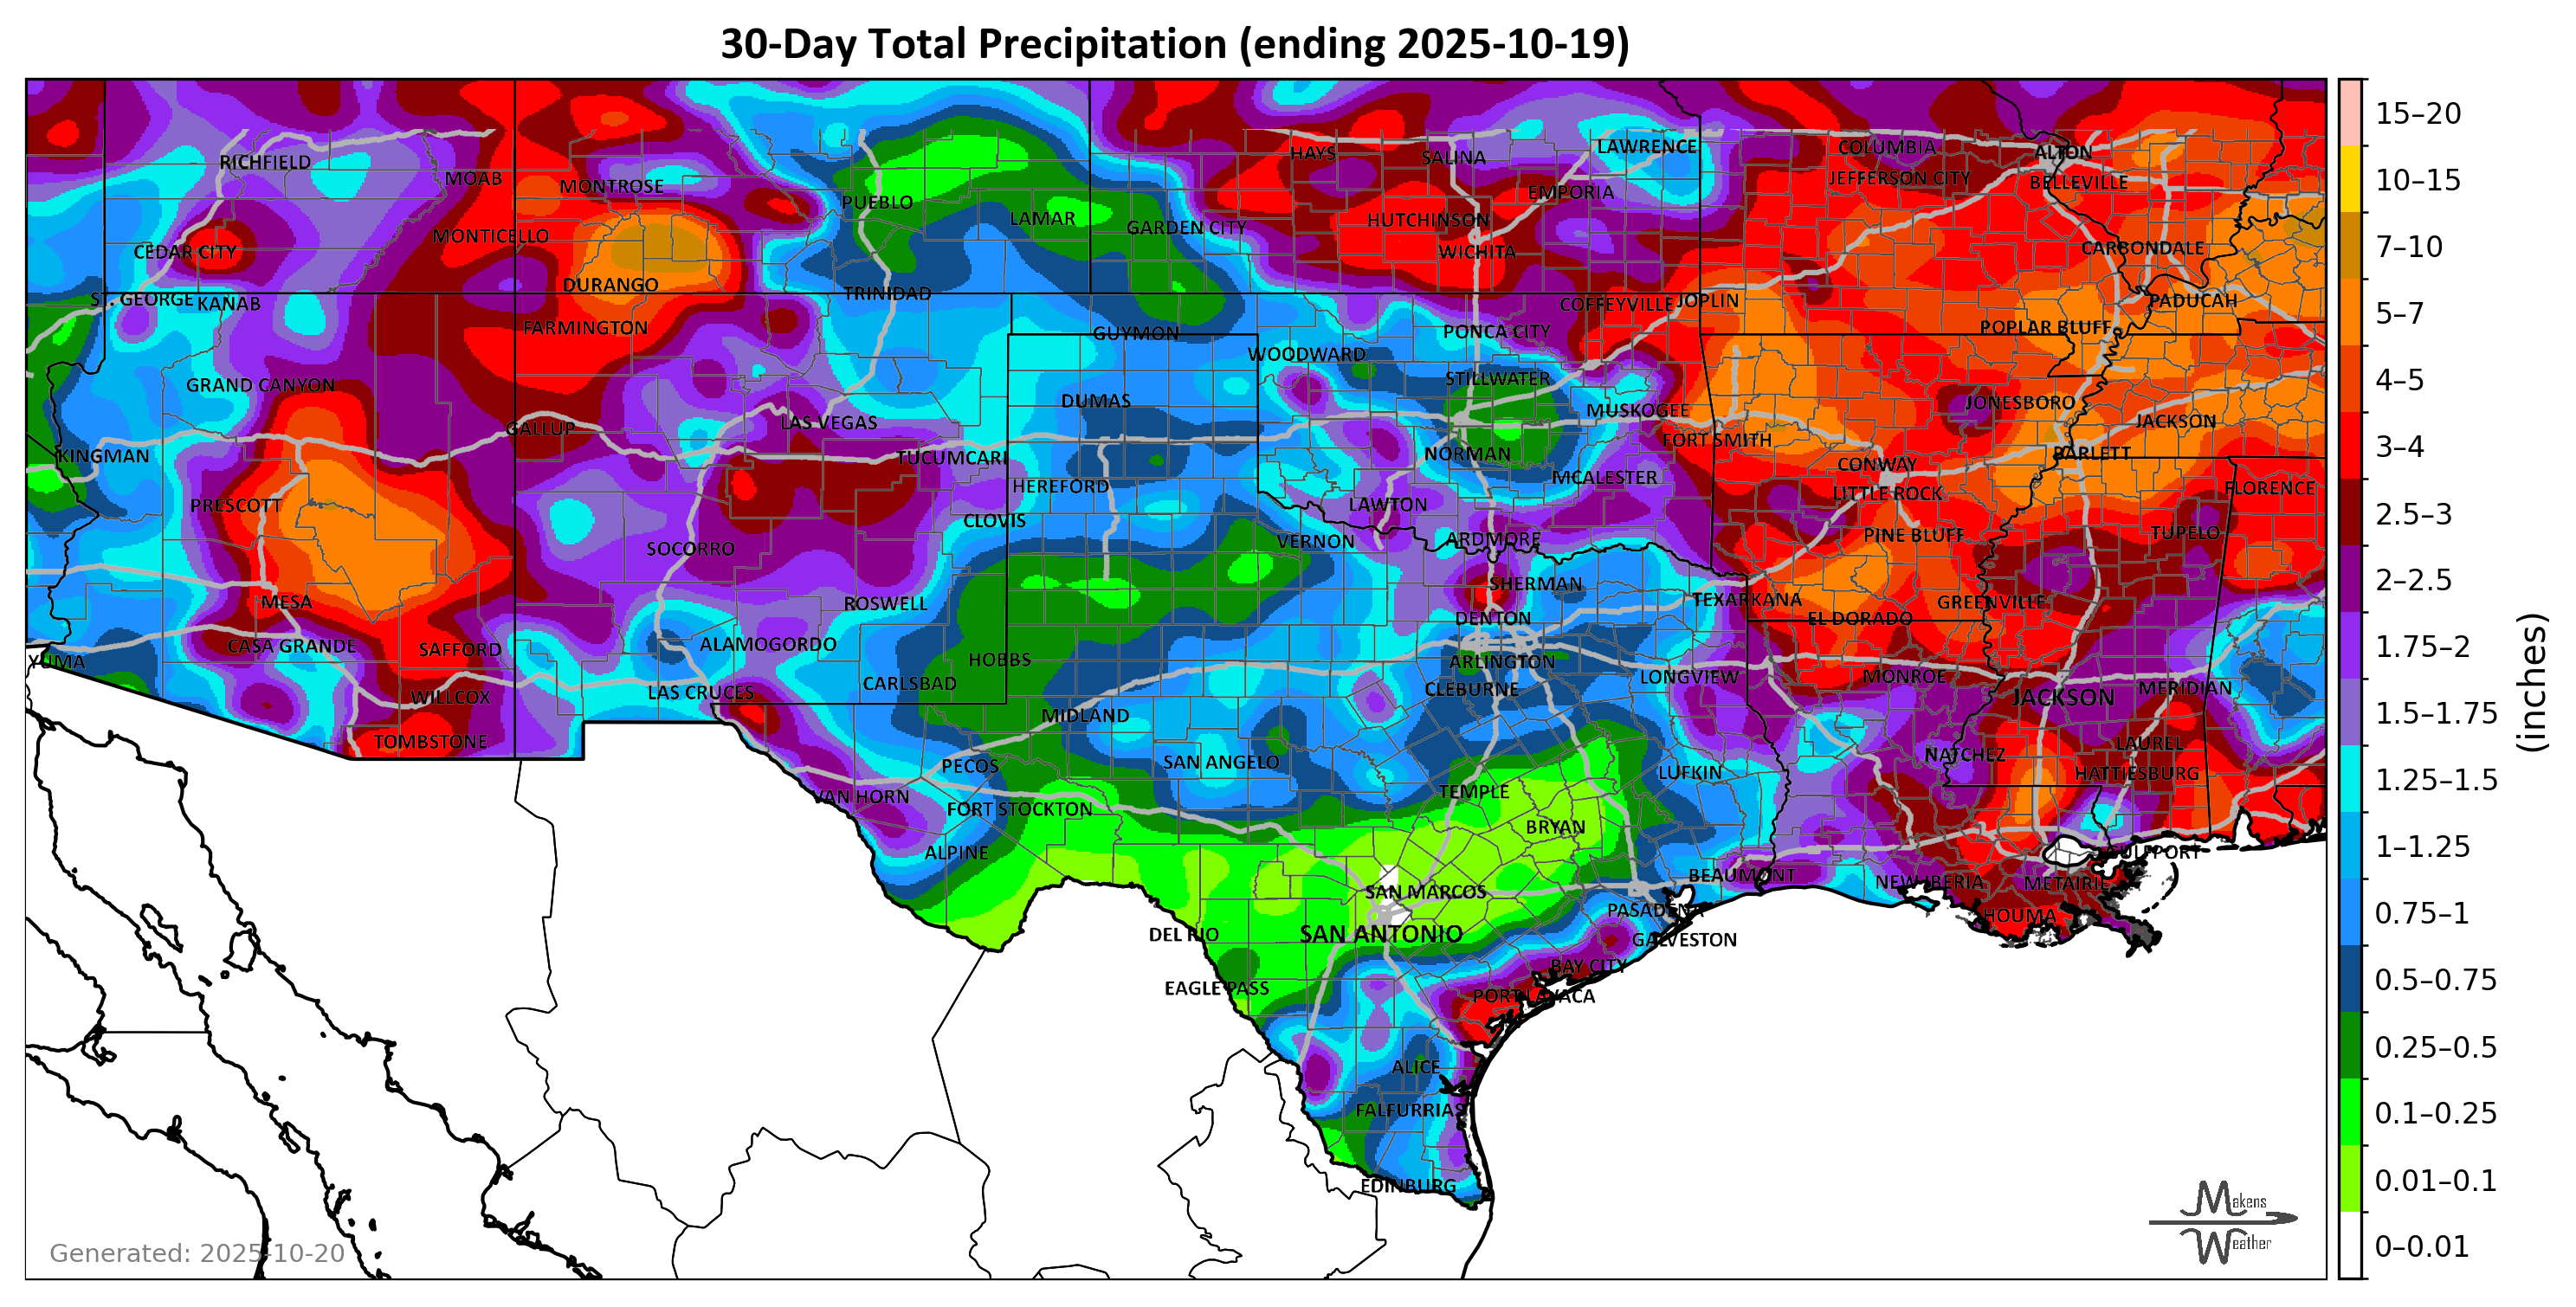 30-Day Total Precipitation (ending 2025-10-19)
RICHFIELD
MOAB
MONTROSE
PUEBLO
LAMAR
GARDEN CITY
HAYS
SALINA
LAWRENCE
EMPORIA
HUTCHINSON
WICHITA
COLUMBIA
JEFFERSON CITY
ALTON
BELLEVILLE
CEDAR CITY
MONTICELLO
CARBONDALE
DURANGO
TRINIDAD
ST. GEORGE
KANAB
COFFEYVILLE
JOPLIN
PADUCAH
FARMINGTON
GUYMON
PONCA CITY
POPLAR BLUFF
WOODWARD
GRAND CANYON
STILLWATER
DUMAS
MUSKOGEE
JONESBORO
LAS VEGAS
GALLUP
JACKSON
FORT SMITH
KINGMAN
TUCUMCARI
NORMAN
BARLETT
CONWAY
HEREFORD
MCALESTER
LITTLE ROCK
FLORENCE
PRESCOTT
CLOVIS
LAWTON
PINE BLUFF
TUPELO
SOCORRO
VERNON
ARDMORE
SHERMAN
MESA
ROSWELL
DENTON
TEXARKANA
EL DORADO
GREENVILLE
CASA GRANDE
SAFFORD
ALAMOGORDO
HOBBS
ARLINGTON
YUMA
WILLCOX
LAS CRUCES
CARLSBAD
CLEBURNE
LONGVIEW
MONROE
JACKSON
MERIDIAN
TOMBSTONE
MIDLAND
PECOS
SAN ANGELO
LUFKIN
NATCHEZ
LAUREL
HATTIESBURG
VAN HORN
FORT STOCKTON
TEMPLE
BRYAN
ALPINE
GULFPORT
SAN MARCOS
BEAUMONT
NEW IBERIA
METAIRIE
PASADENA
HOUMA
DEL RIO
SAN ANTONIO
GALVESTON
BAY CITY
EAGLE PASS
PORT LAVACA
ALICE
FALFURRIAS
EDINBURG
15–20
10–15
7–10
5–7
4–5
3–4
2.5–3
2–2.5
1.75–2
1.5–1.75
1.25–1.5
1–1.25
0.75–1
0.5–0.75
0.25–0.5
0.1–0.25
0.01–0.1
0–0.01
(inches)
Makens
Weather
Generated: 2025-10-20